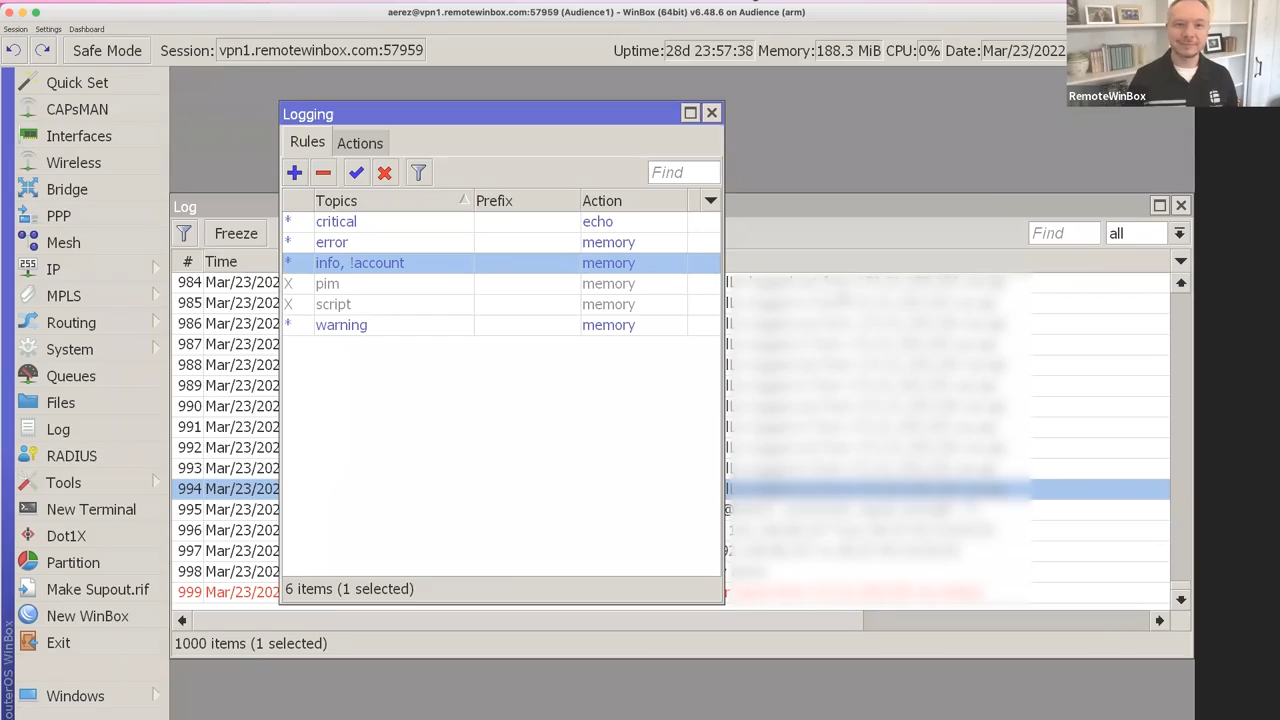 aerez@vpn1.remotewinbox.com:57959 (Audience1) - WinBox (64bit) v6.48.6 on Audience (arm)
Session Settings Dashboard
Safe Mode Session: vpn1.remotewinbox.com:57959 Uptime: 28d 23:57:38 Memory: 188.3 MiB CPU: 0% Date: Mar/23/2022
RemoteWinBox
Quick Set
CAPsMAN
Interfaces
Wireless
Bridge
PPP
Mesh
IP
MPLS
Routing
System
Queues
Files
Log
RADIUS
Tools
New Terminal
Dot1X
Partition
Make Supout.rif
New WinBox
Exit
Windows
Logging
Rules Actions
Find
Topics Prefix Action
* critical echo
* error memory
* info, !account memory
X pim memory
X script memory
* warning memory
6 items (1 selected)
Log
Freeze Find all
# Time
984 Mar/23/202
985 Mar/23/202
986 Mar/23/202
987 Mar/23/202
988 Mar/23/202
989 Mar/23/202
990 Mar/23/202
991 Mar/23/202
992 Mar/23/202
993 Mar/23/202
994 Mar/23/202
995 Mar/23/202
996 Mar/23/202
997 Mar/23/202
998 Mar/23/202
999 Mar/23/202
1000 items (1 selected)